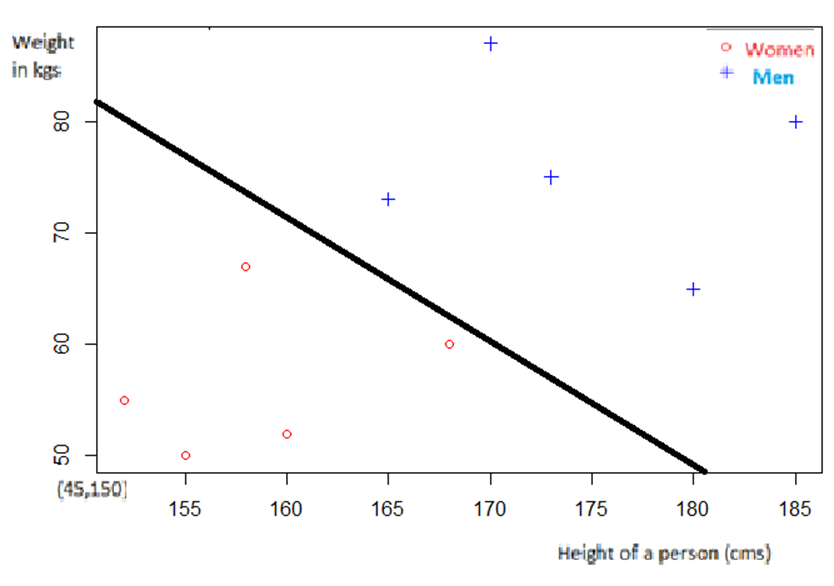 Weight
in kgs
Women
Men
80
70
60
50
(45,150)
155 160 165 170 175 180 185
Height of a person (cms)